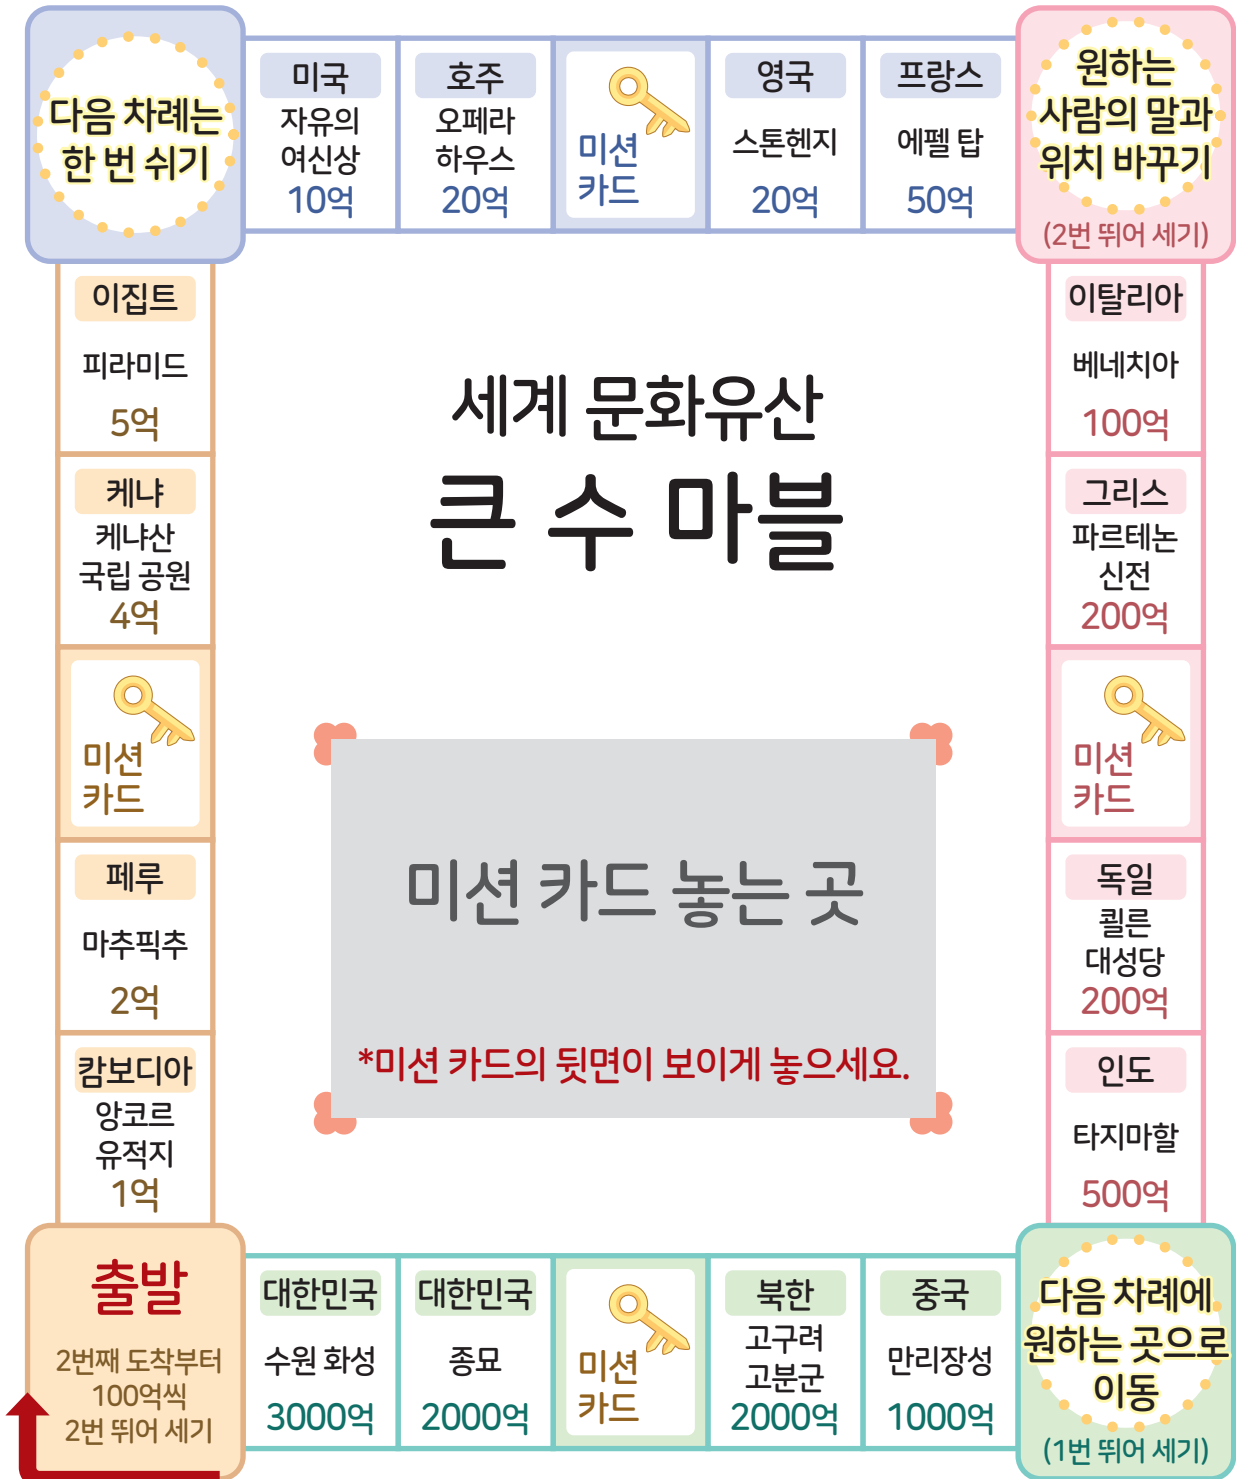 다음 차례는
한 번 쉬기
미국
자유의
여신상
10억
호주
오페라
하우스
20억
미션
카드
영국
스톤헨지
20억
프랑스
에펠 탑
50억
원하는
사람의 말과
위치 바꾸기
(2번 뛰어 세기)
이집트
피라미드
5억
케냐
케냐산
국립 공원
4억
미션
카드
페루
마추픽추
2억
캄보디아
앙코르
유적지
1억
세계 문화유산
큰 수 마블
미션 카드 놓는 곳
*미션 카드의 뒷면이 보이게 놓으세요.
이탈리아
베네치아
100억
그리스
파르테논
신전
200억
미션
카드
독일
쾰른
대성당
200억
인도
타지마할
500억
출발
2번째 도착부터
100억씩
2번 뛰어 세기
대한민국
수원 화성
3000억
대한민국
종묘
2000억
미션
카드
북한
고구려
고분군
2000억
중국
만리장성
1000억
다음 차례에
원하는 곳으로
이동
(1번 뛰어 세기)